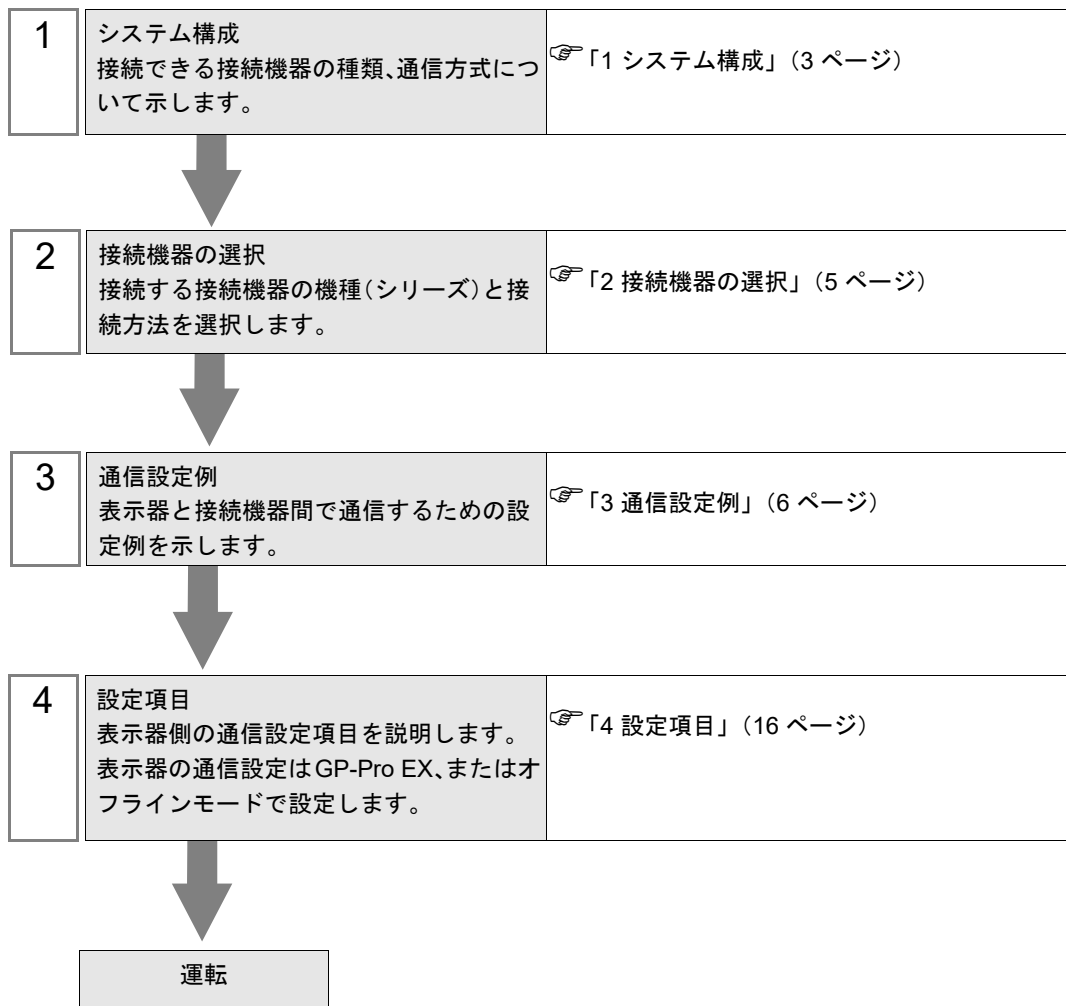 1
システム構成
接続できる接続機器の種類、通信方式につ
いて示します。
☞「1 システム構成」（3 ページ）
2
接続機器の選択
接続する接続機器の機種（シリーズ）と接
続方法を選択します。
☞「2 接続機器の選択」（5 ページ）
3
通信設定例
表示器と接続機器間で通信するための設
定例を示します。
☞「3 通信設定例」（6 ページ）
4
設定項目
表示器側の通信設定項目を説明します。
表示器の通信設定は GP-Pro EX、またはオ
フラインモードで設定します。
☞「4 設定項目」（16 ページ）
運転